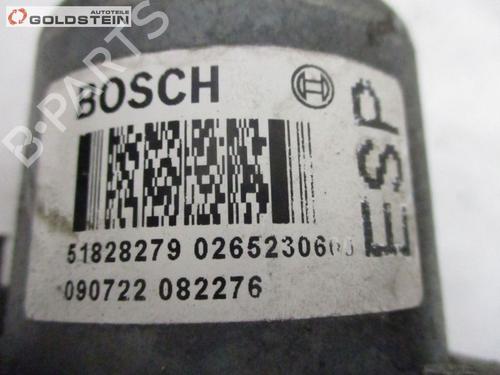 Autoteile
GOLDSTEIN
B-PARTS
BOSCH
ESP
51828279
090722 082276